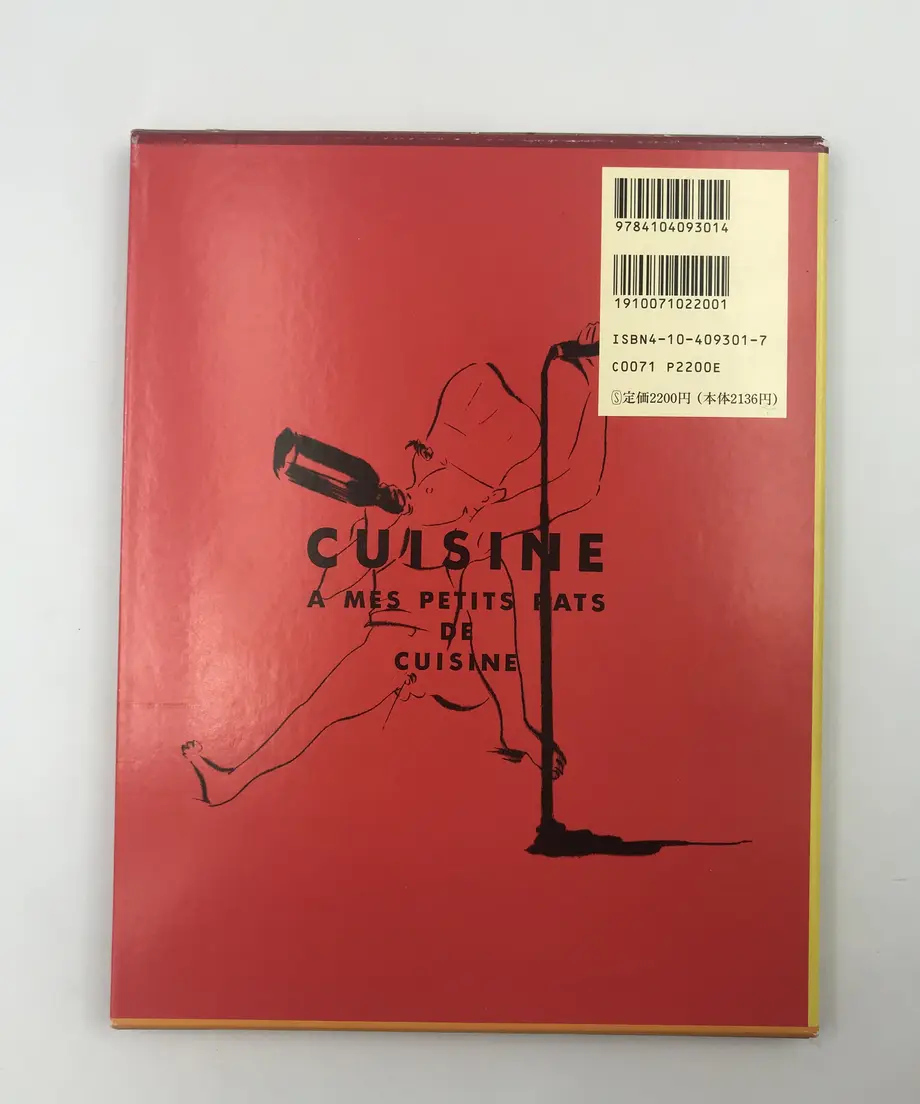 9784104093014
1910071022001
ISBN4-10-409301-7
C0071 P2200E
Ⓢ定価2200円（本体2136円）
CUISINE
A MES PETITS RATS
DE
CUISINE